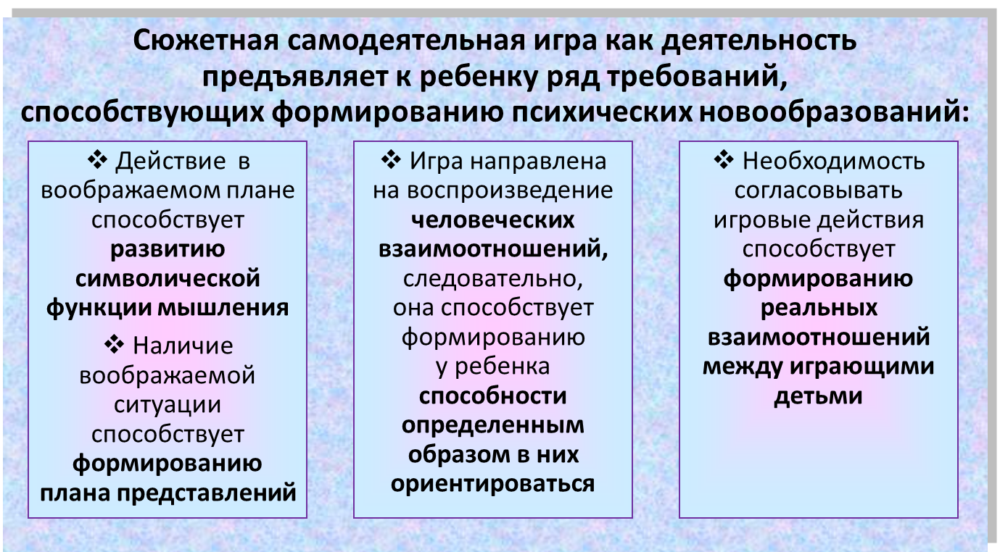 Сюжетная самодеятельная игра как деятельность
предъявляет к ребенку ряд требований,
способствующих формированию психических новообразований:
❖ Действие в
воображаемом плане
способствует
развитию
символической
функции мышления
❖ Наличие
воображаемой
ситуации
способствует
формированию
плана представлений
❖ Игра направлена
на воспроизведение
человеческих
взаимоотношений,
следовательно,
она способствует
формированию
у ребенка
способности
определенным
образом в них
ориентироваться
❖ Необходимость
согласовывать
игровые действия
способствует
формированию
реальных
взаимоотношений
между играющими
детьми